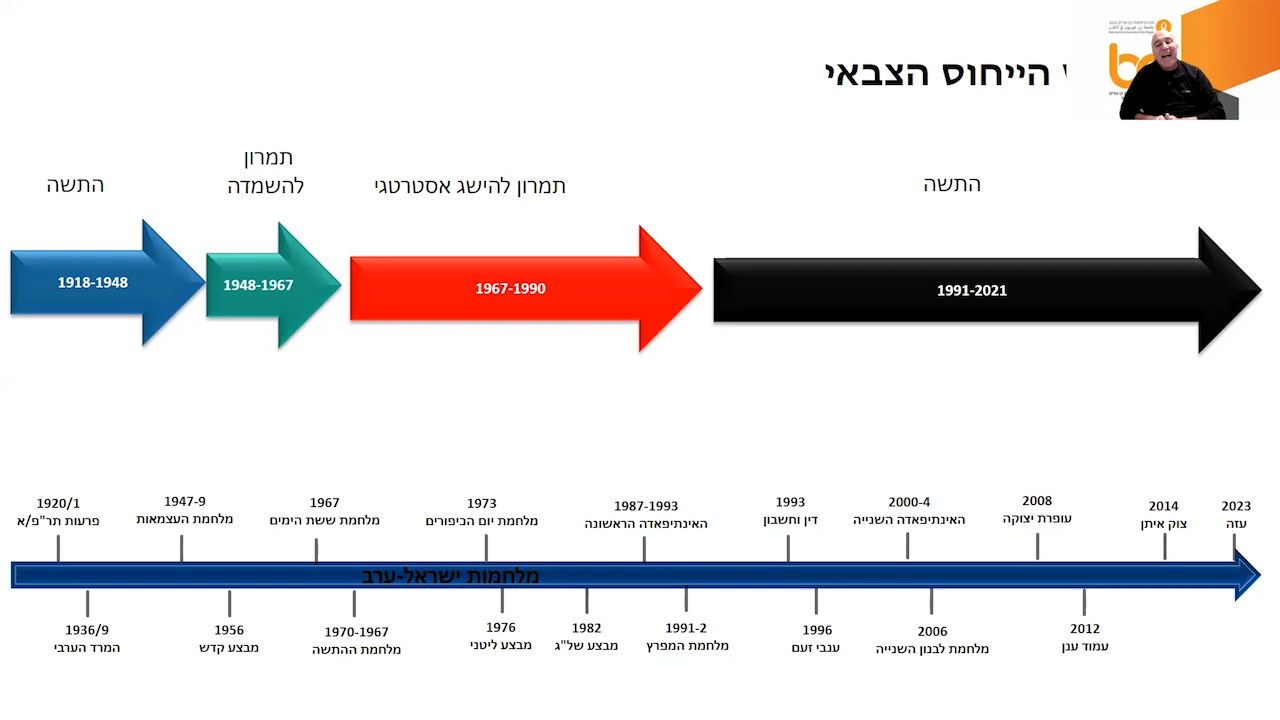 הייחוס הצבאי
התשה
תמרון
להשמדה
תמרון להישג אסטרטגי
התשה
1918-1948
1948-1967
1967-1990
1991-2021
1920/1
פרעות תר"פ/א
1947-9
מלחמת העצמאות
1967
מלחמת ששת הימים
1973
מלחמת יום הכיפורים
1987-1993
האינתיפאדה הראשונה
1993
דין וחשבון
2000-4
האינתיפאדה השנייה
2008
עופרת יצוקה
2014
צוק איתן
2023
עזה
מלחמות ישראל-ערב
1936/9
המרד הערבי
1956
מבצע קדש
1970-1967
מלחמת ההתשה
1976
מבצע ליטני
1982
מבצע של"ג
1991-2
מלחמת המפרץ
1996
ענבי זעם
2006
מלחמת לבנון השנייה
2012
עמוד ענן